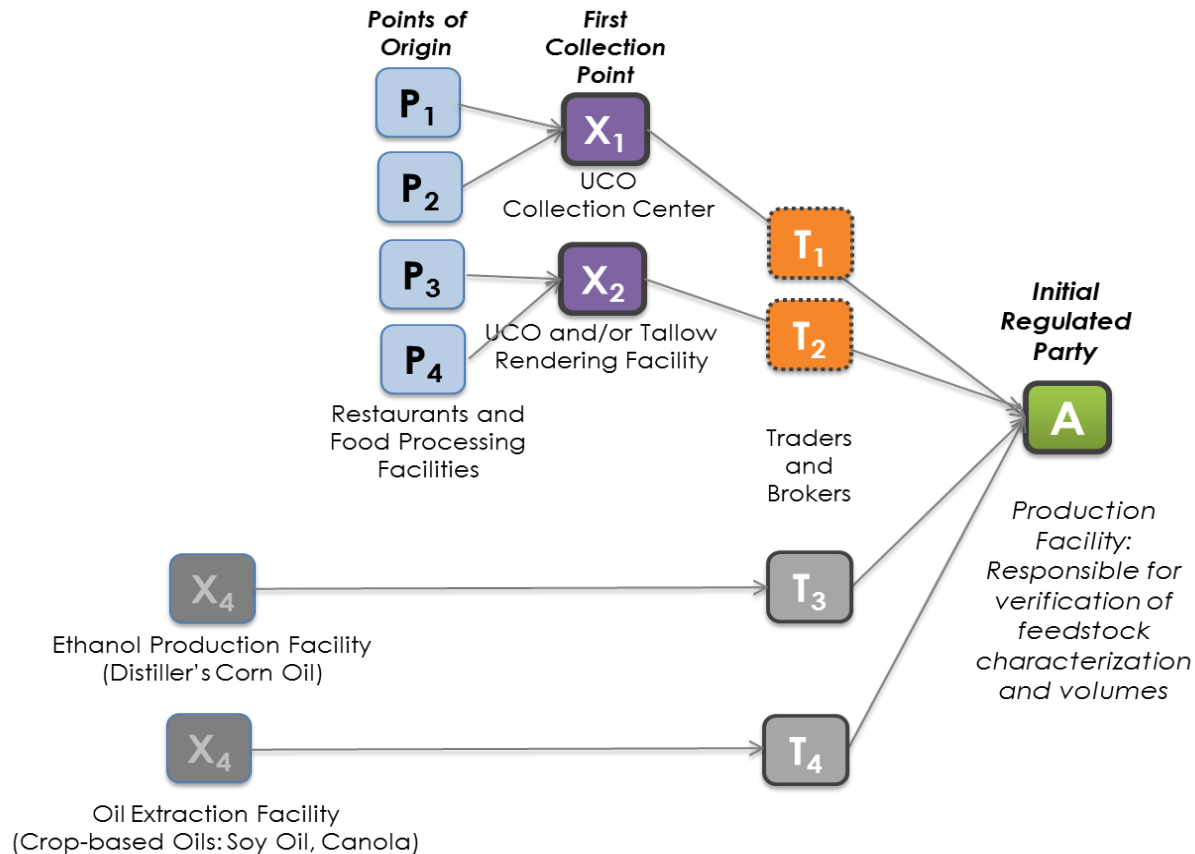 Points of
Origin
First
Collection
Point
P₁
X₁
P₂
UCO
Collection Center
T₁
P₃
X₂
T₂
Initial
Regulated
Party
P₄
UCO and/or Tallow
Rendering Facility
A
Restaurants and
Food Processing
Facilities
Traders
and
Brokers
Production
Facility:
Responsible for
verification of
feedstock
characterization
and volumes
X₄
T₃
Ethanol Production Facility
(Distiller's Corn Oil)
X₄
T₄
Oil Extraction Facility
(Crop-based Oils: Soy Oil, Canola)